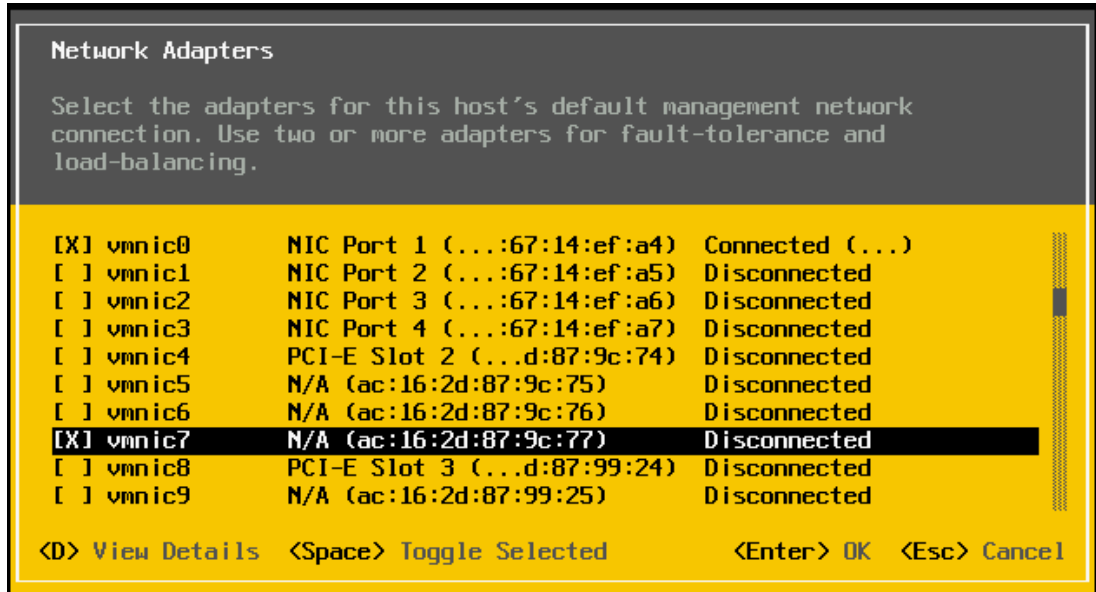 Network Adapters
Select the adapters for this host's default management network
connection. Use two or more adapters for fault-tolerance and
load-balancing.
[X] vmnic0 NIC Port 1 (...:67:14:ef:a4) Connected (...)
[ ] vmnic1 NIC Port 2 (...:67:14:ef:a5) Disconnected
[ ] vmnic2 NIC Port 3 (...:67:14:ef:a6) Disconnected
[ ] vmnic3 NIC Port 4 (...:67:14:ef:a7) Disconnected
[ ] vmnic4 PCI-E Slot 2 (...d:87:9c:74) Disconnected
[ ] vmnic5 N/A (ac:16:2d:87:9c:75) Disconnected
[ ] vmnic6 N/A (ac:16:2d:87:9c:76) Disconnected
[X] vmnic7 N/A (ac:16:2d:87:9c:77) Disconnected
[ ] vmnic8 PCI-E Slot 3 (...d:87:99:24) Disconnected
[ ] vmnic9 N/A (ac:16:2d:87:99:25) Disconnected
<D> View Details <Space> Toggle Selected <Enter> OK <Esc> Cancel